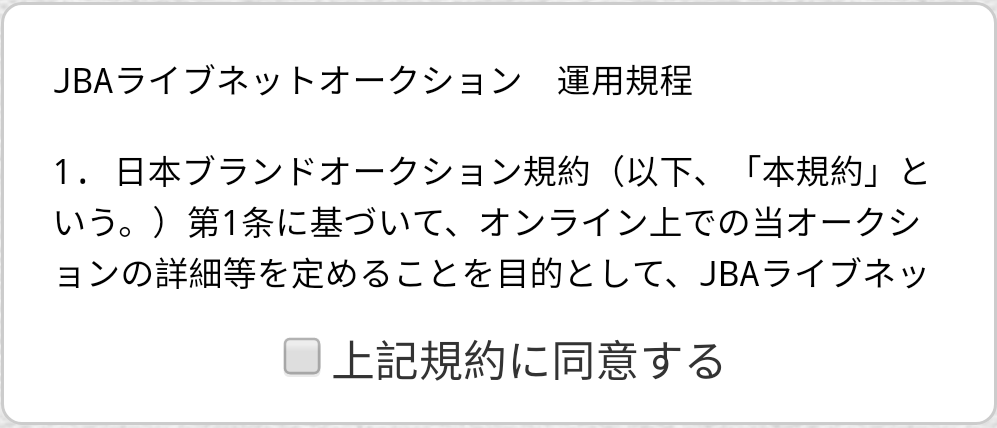 JBAライブネットオークション　運用規程
1．日本ブランドオークション規約（以下、「本規約」と
いう。）第1条に基づいて、オンライン上での当オークシ
ョンの詳細等を定めることを目的として、JBAライブネッ
上記規約に同意する